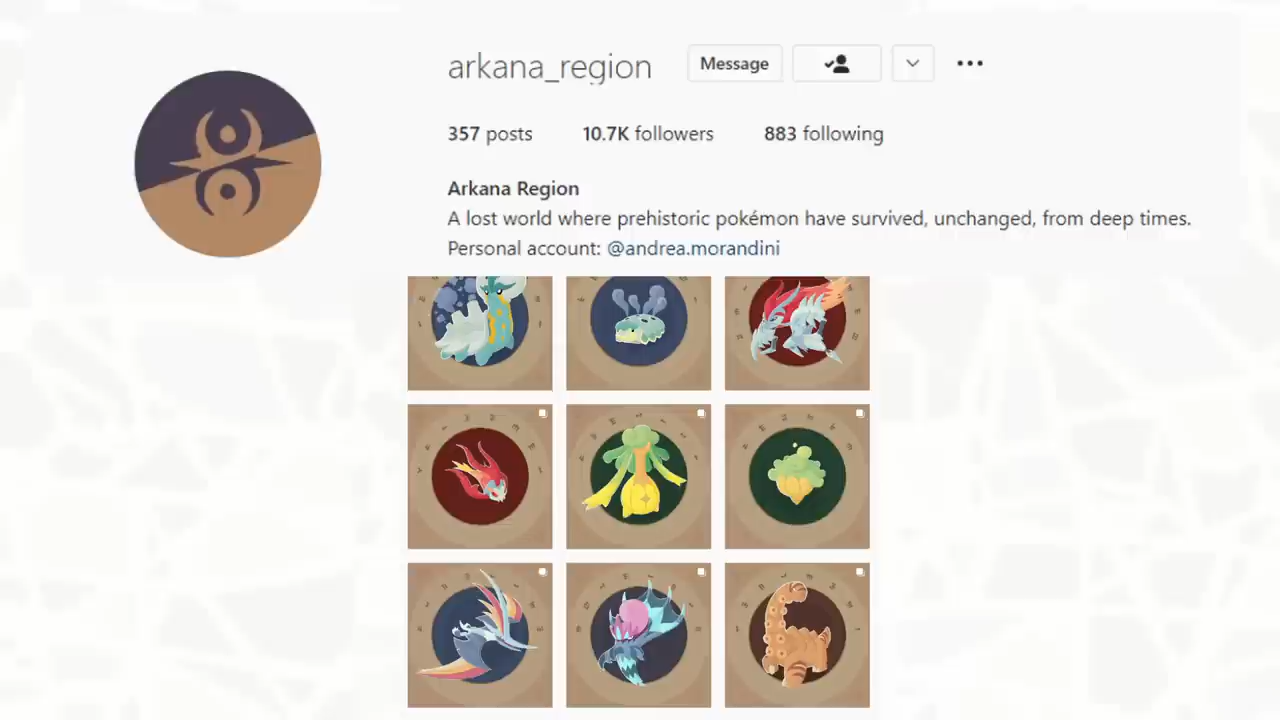 arkana_region
Message
357 posts 10.7K followers 883 following
Arkana Region
A lost world where prehistoric pokémon have survived, unchanged, from deep times.
Personal account: @andrea.morandini